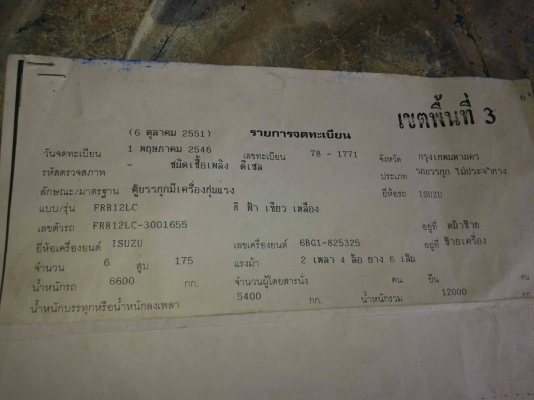 เขตพื้นที่ 3
(6 ตุลาคม 2551) รายการจดทะเบียน
วันจดทะเบียน 1 พฤษภาคม 2546 เลขทะเบียน 78 - 1771 จังหวัด กรุงเทพมหานคร
รหัสตรวจสภาพ - ชนิดเชื้อเพลิง ดีเซล ประเภท รถบรรทุก ไม่ประจำทาง
ลักษณะ/มาตรฐาน ตู้บรรทุกมีเครื่องทุ่นแรง ยี่ห้อรถ ISUZU
แบบ/รุ่น FRR12LC สี ฟ้า เขียว เหลือง
เลขตัวรถ FRR12LC-3001655 อยู่ที่ หน้าซ้าย
ยี่ห้อเครื่องยนต์ ISUZU เลขเครื่องยนต์ 6BG1-825325 อยู่ที่ ซ้ายเครื่อง
จำนวน 6 สูบ 175 แรงม้า 2 เพลา 4 ล้อ ยาง 6 เส้น
น้ำหนักรถ 6600 กก. จำนวนผู้โดยสารนั่ง คน ยืน คน
น้ำหนักบรรทุกหรือน้ำหนักลงเพลา 5400 กก. น้ำหนักรวม 12000 กก.